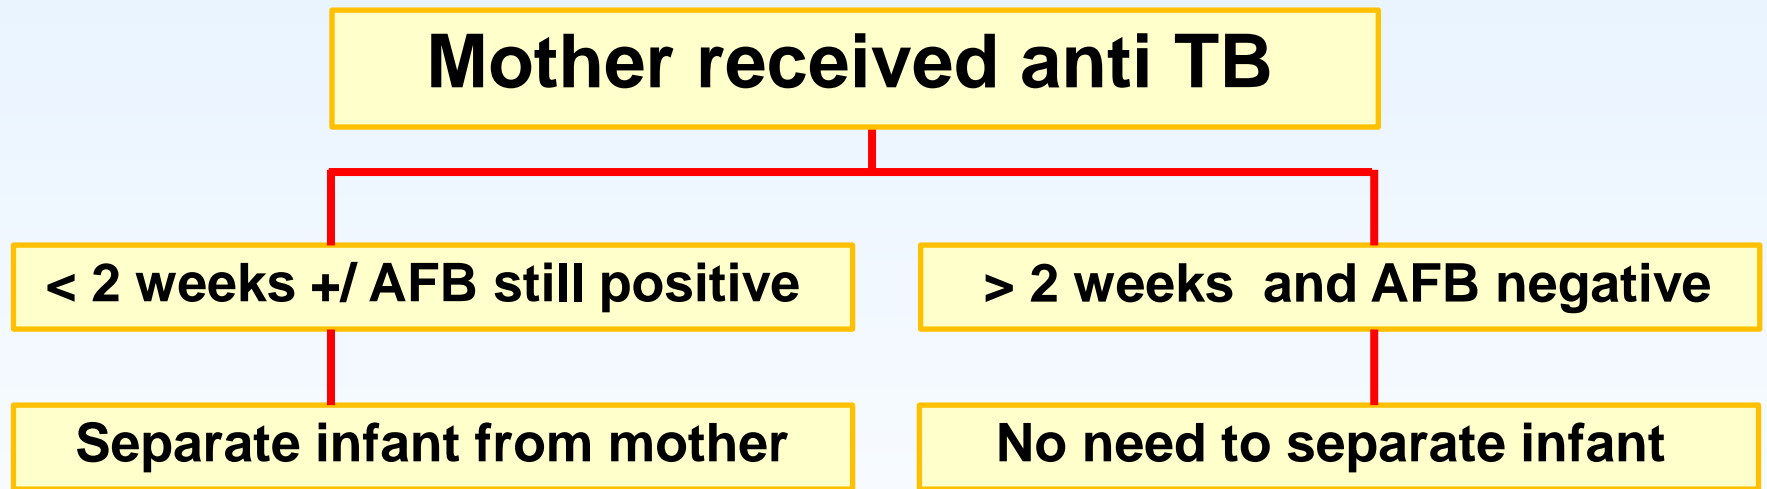 Mother received anti TB
< 2 weeks +/ AFB still positive
> 2 weeks and AFB negative
Separate infant from mother
No need to separate infant